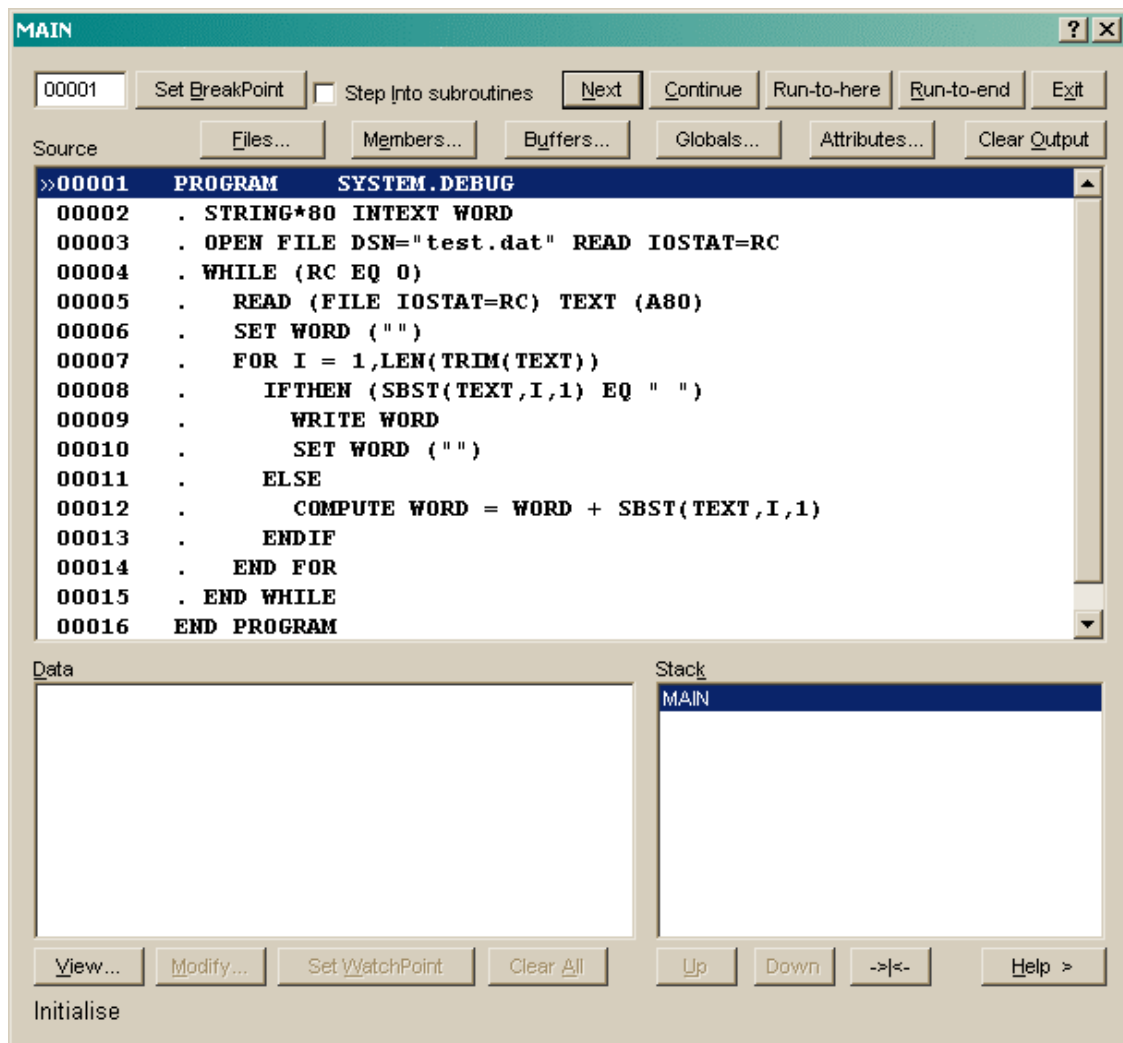 MAIN
00001 Set BreakPoint Step Into subroutines Next Continue Run-to-here Run-to-end Exit
Source Files... Members... Buffers... Globals... Attributes... Clear Output
»00001 PROGRAM SYSTEM.DEBUG
00002 . STRING*80 INTEXT WORD
00003 . OPEN FILE DSN="test.dat" READ IOSTAT=RC
00004 . WHILE (RC EQ 0)
00005 . READ (FILE IOSTAT=RC) TEXT (A80)
00006 . SET WORD ("")
00007 . FOR I = 1,LEN(TRIM(TEXT))
00008 . IFTHEN (SBST(TEXT,I,1) EQ " ")
00009 . WRITE WORD
00010 . SET WORD ("")
00011 . ELSE
00012 . COMPUTE WORD = WORD + SBST(TEXT,I,1)
00013 . ENDIF
00014 . END FOR
00015 . END WHILE
00016 END PROGRAM
Data Stack
MAIN
View... Modify... Set WatchPoint Clear All Up Down ->|<- Help >
Initialise